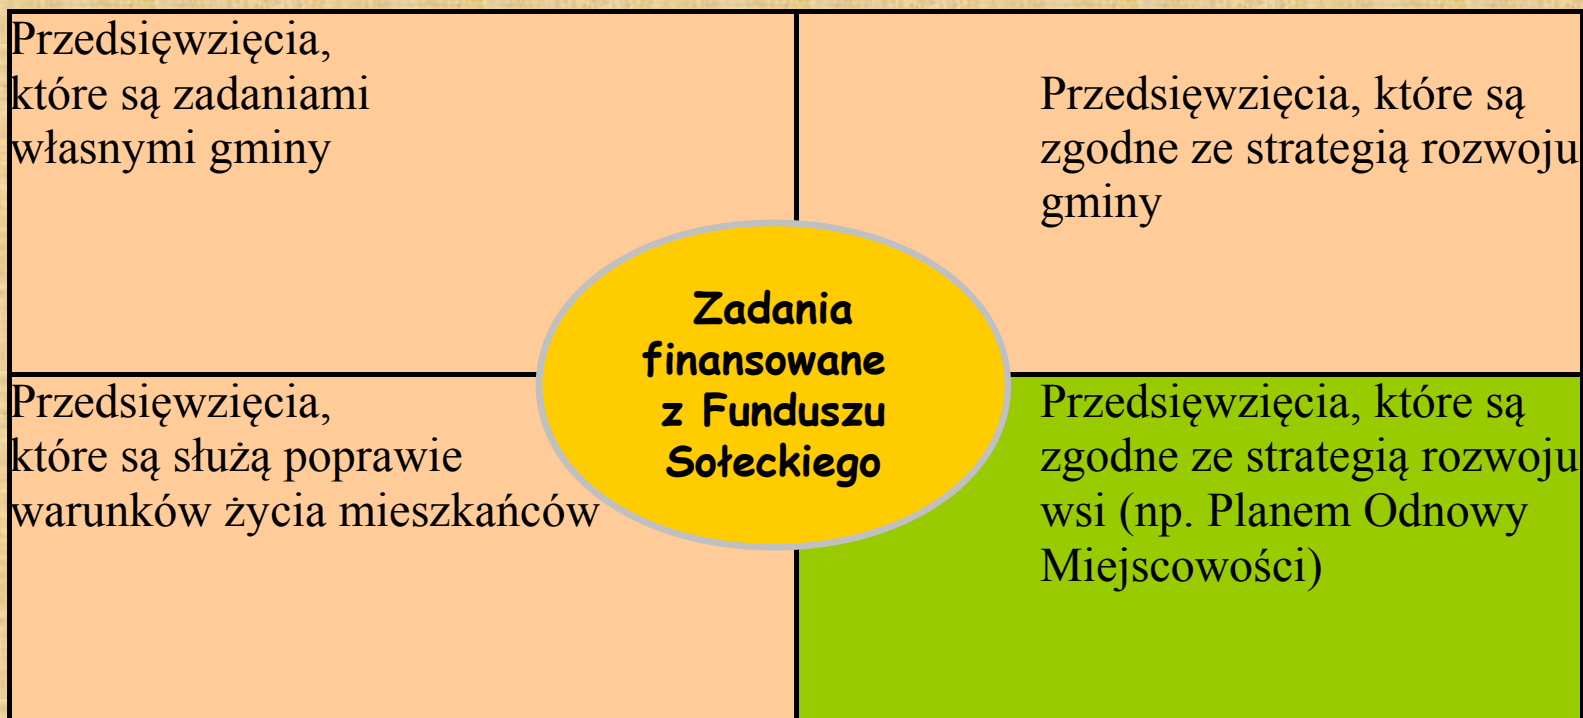 Przedsięwzięcia,
które są zadaniami
własnymi gminy
Przedsięwzięcia, które są
zgodne ze strategią rozwoju
gminy
Zadania
finansowane
z Funduszu
Sołeckiego
Przedsięwzięcia,
które są służą poprawie
warunków życia mieszkańców
Przedsięwzięcia, które są
zgodne ze strategią rozwoju
wsi (np. Planem Odnowy
Miejscowości)